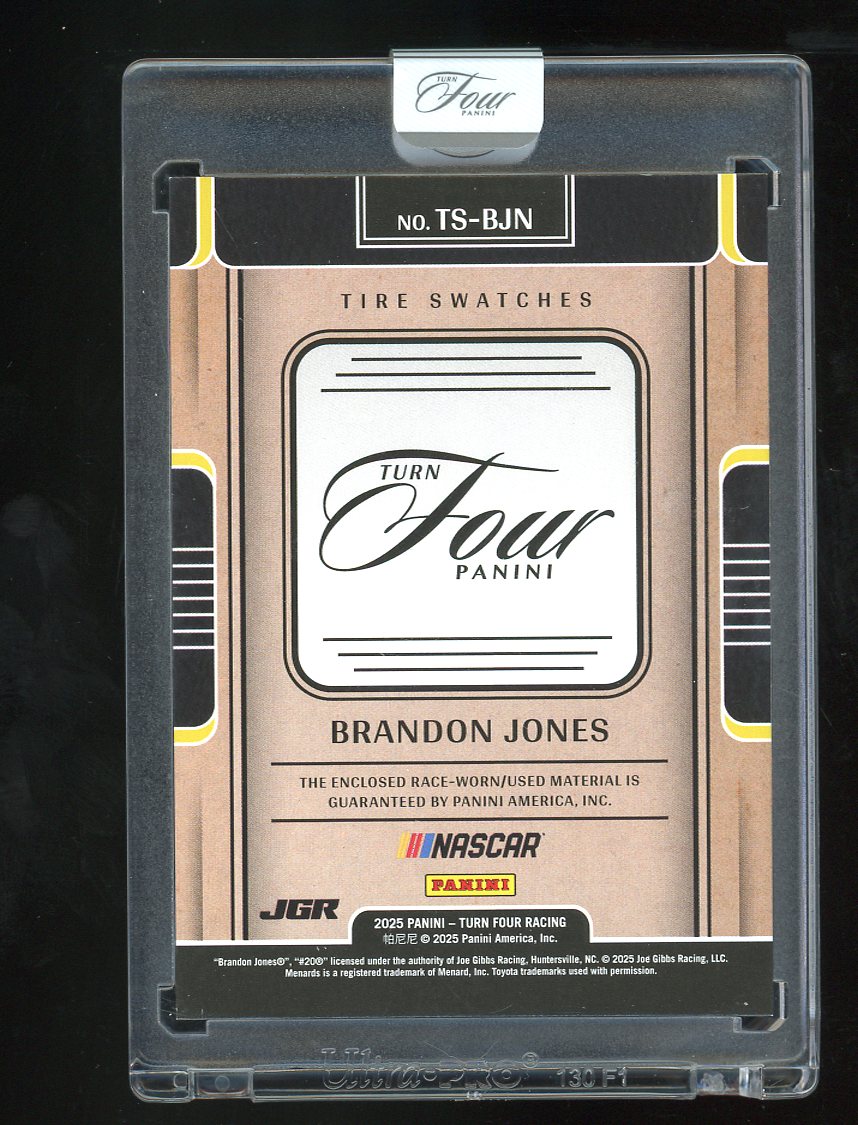 TURN
Four
PANINI
NO. TS-BJN
TIRE SWATCHES
TURN
Four
PANINI
BRANDON JONES
THE ENCLOSED RACE-WORN/USED MATERIAL IS
GUARANTEED BY PANINI AMERICA, INC.
NASCAR
PANINI
JGR
2025 PANINI – TURN FOUR RACING
帕尼尼 © 2025 Panini America, Inc.
“Brandon Jones®”, “#20®” licensed under the authority of Joe Gibbs Racing, Huntersville, NC. © 2025 Joe Gibbs Racing, LLC.
Menards is a registered trademark of Menard, Inc. Toyota trademarks used with permission.
Ultra·PRO® 130 F1